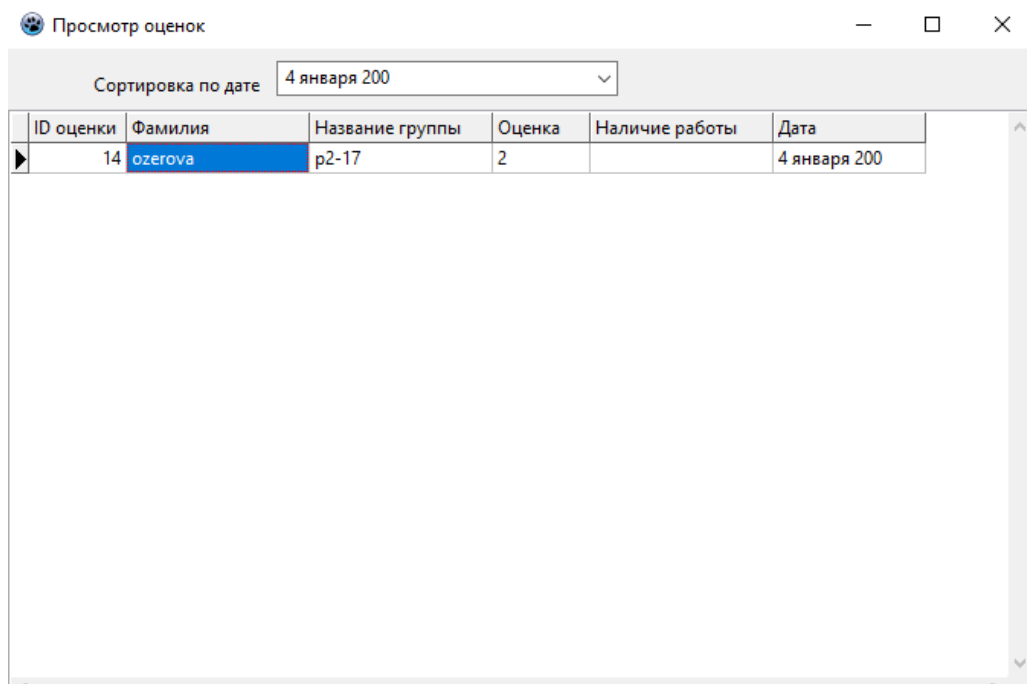 Просмотр оценок
Сортировка по дате 4 января 200
ID оценки Фамилия Название группы Оценка Наличие работы Дата
14 ozerova p2-17 2 4 января 200